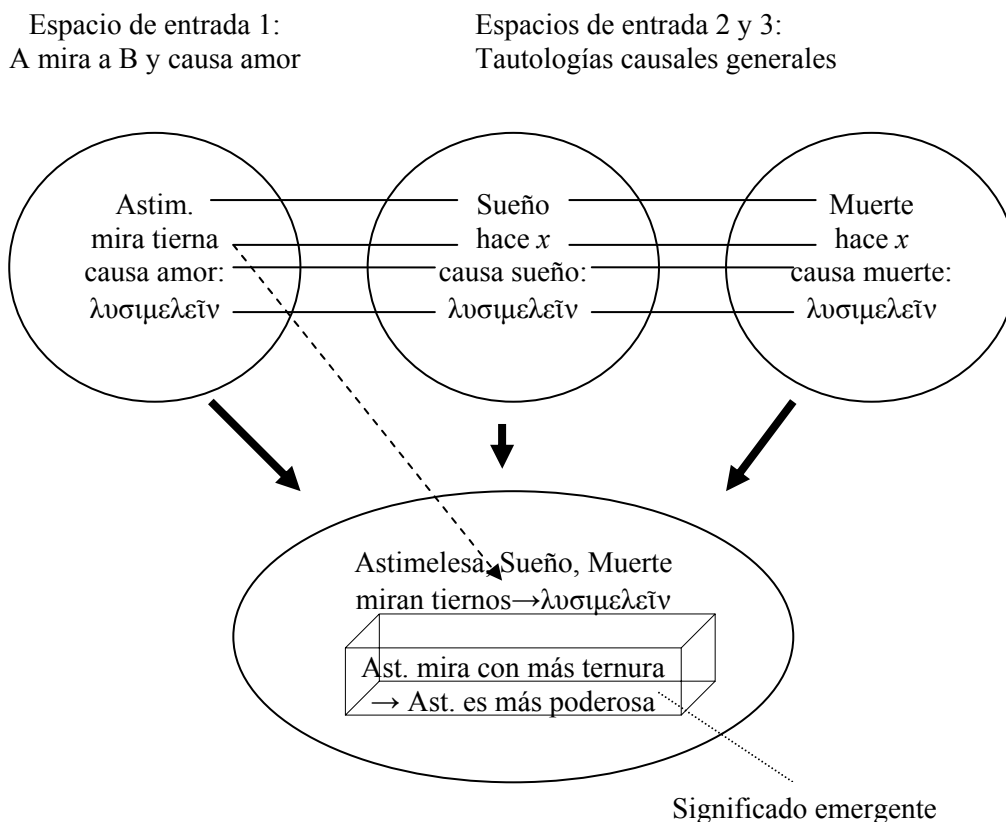 Espacio de entrada 1:
A mira a B y causa amor
Espacios de entrada 2 y 3:
Tautologías causales generales
Astim.
mira tierna
causa amor:
λυσιμελεῖν
Sueño
hace x
causa sueño:
λυσιμελεῖν
Muerte
hace x
causa muerte:
λυσιμελεῖν
Astimelesa, Sueño, Muerte
miran tiernos→λυσιμελεῖν
Ast. mira con más ternura
→ Ast. es más poderosa
Significado emergente